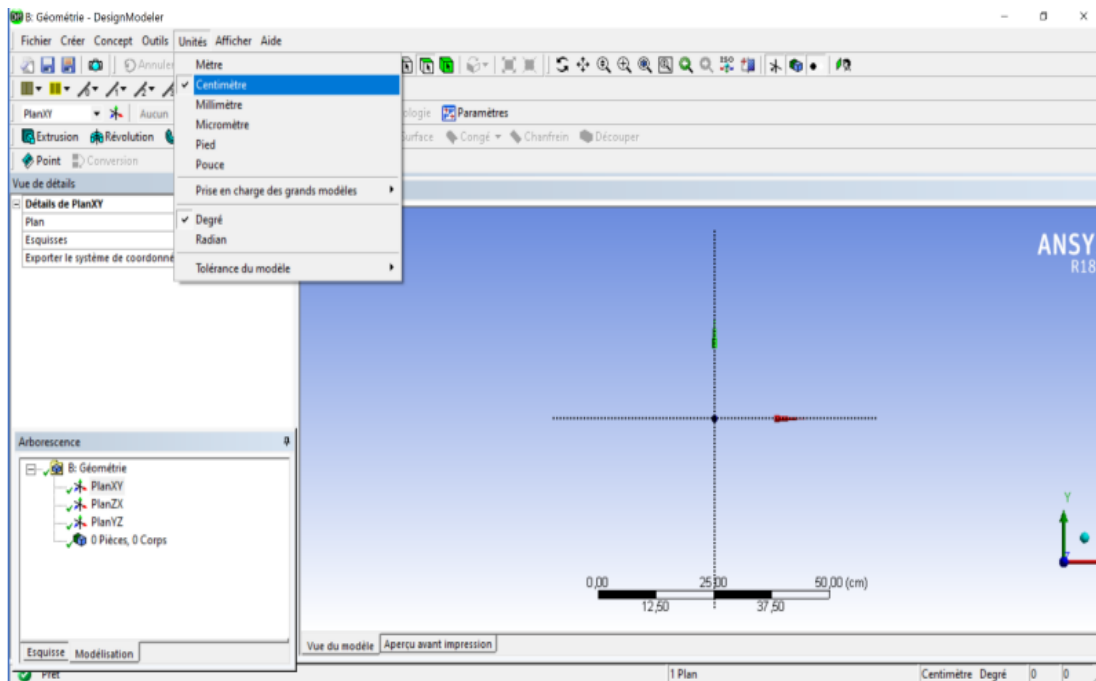 B: Géométrie - DesignModeler
Fichier Créer Concept Outils Unités Afficher Aide
Annuler
Mètre
Centimètre
Millimètre
Micromètre
Pied
Pouce
Prise en charge des grands modèles
Degré
Radian
Tolérance du modèle
PlanXY Aucun ologie Paramètres
Extrusion Révolution urface Congé Chanfrein Découper
Point Conversion
Vue de détails
Détails de PlanXY
Plan
Esquisses
Exporter le système de coordonné
ANSY
R18
Arborescence
B: Géométrie
PlanXY
PlanZX
PlanYZ
0 Pièces, 0 Corps
Y
0,00 25,00 50,00 (cm)
12,50 37,50
Esquisse Modélisation
Vue du modèle Aperçu avant impression
Prêt 1 Plan Centimètre Degré 0 0